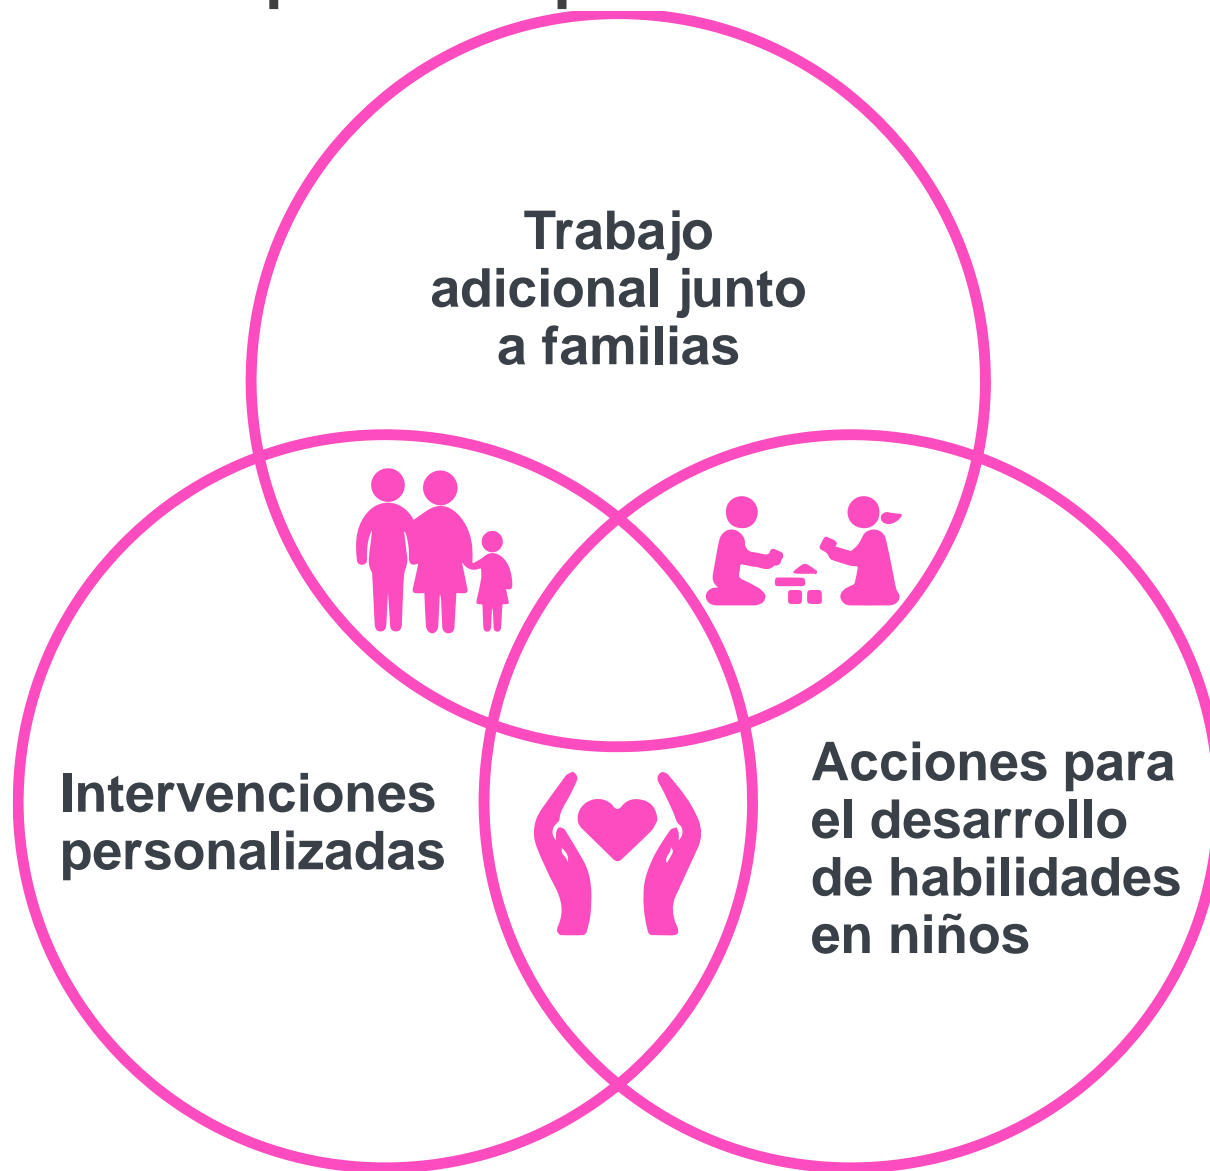 Trabajo
adicional junto
a familias
Intervenciones
personalizadas
Acciones para
el desarrollo
de habilidades
en niños